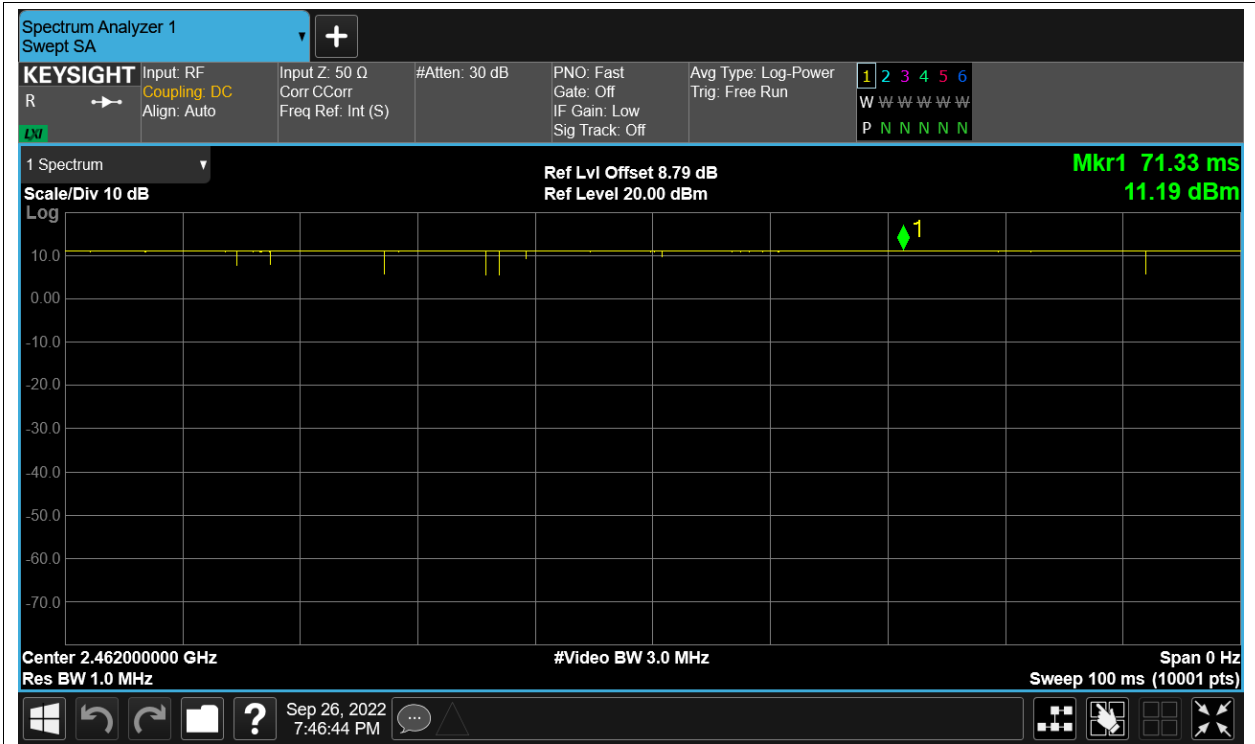 Spectrum Analyzer 1
Swept SA
KEYSIGHT
R
LXI
Input: RF
Coupling: DC
Align: Auto
Input Z: 50 Ω
Corr CCorr
Freq Ref: Int (S)
#Atten: 30 dB
PNO: Fast
Gate: Off
IF Gain: Low
Sig Track: Off
Avg Type: Log-Power
Trig: Free Run
1 2 3 4 5 6
W W W W W W
P N N N N N
1 Spectrum
Scale/Div 10 dB
Ref Lvl Offset 8.79 dB
Ref Level 20.00 dBm
Mkr1 71.33 ms
11.19 dBm
Log
1
10.0
0.00
-10.0
-20.0
-30.0
-40.0
-50.0
-60.0
-70.0
Center 2.462000000 GHz
Res BW 1.0 MHz
#Video BW 3.0 MHz
Span 0 Hz
Sweep 100 ms (10001 pts)
?
Sep 26, 2022
7:46:44 PM